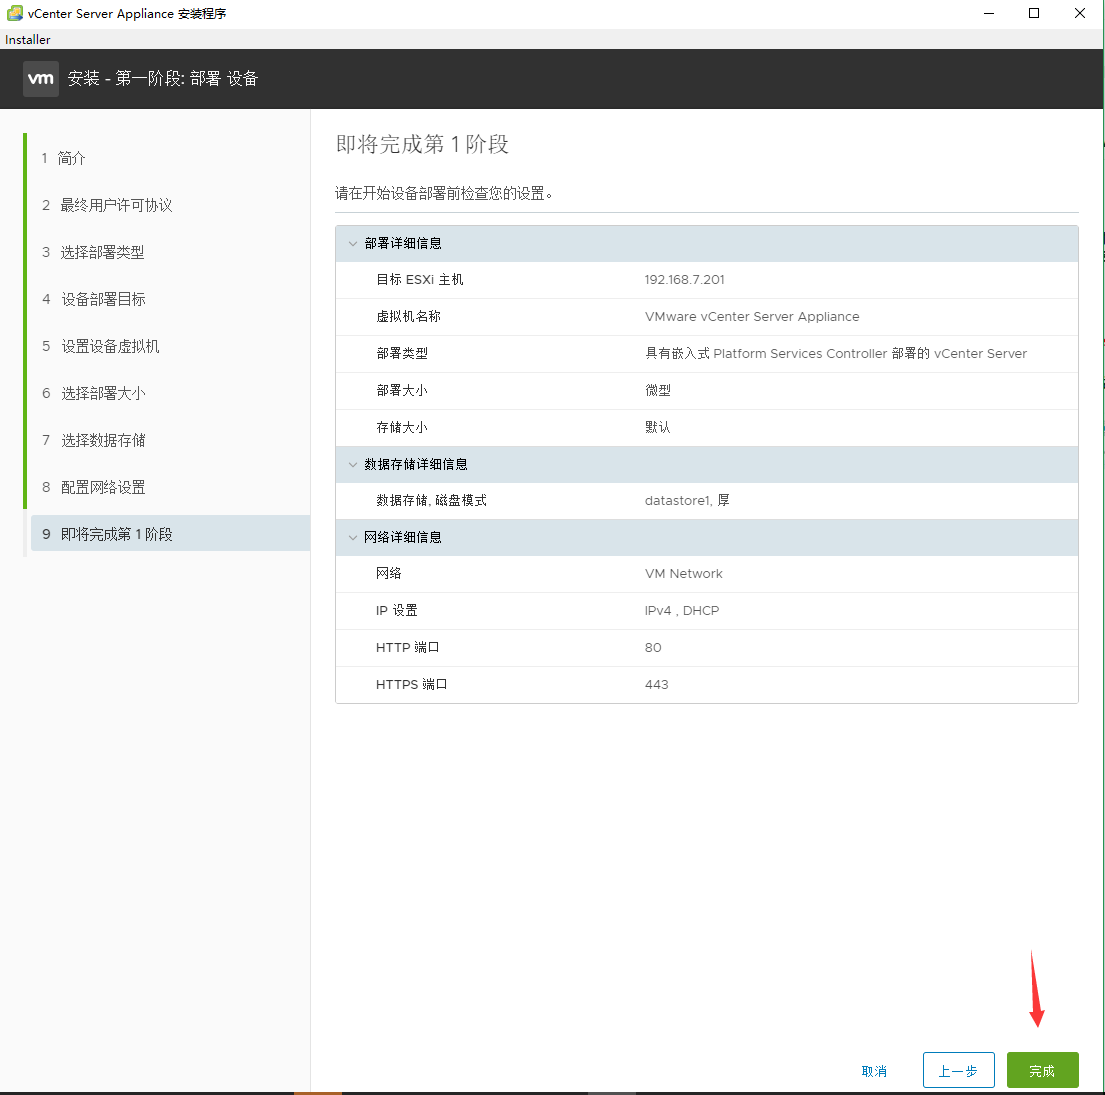 vCenter Server Appliance 安装程序
Installer
vm 安装 - 第一阶段: 部署 设备
1 简介
2 最终用户许可协议
3 选择部署类型
4 设备部署目标
5 设置设备虚拟机
6 选择部署大小
7 选择数据存储
8 配置网络设置
9 即将完成第 1 阶段
即将完成第 1 阶段
请在开始设备部署前检查您的设置。
部署详细信息
目标 ESXi 主机 192.168.7.201
虚拟机名称 VMware vCenter Server Appliance
部署类型 具有嵌入式 Platform Services Controller 部署的 vCenter Server
部署大小 微型
存储大小 默认
数据存储详细信息
数据存储, 磁盘模式 datastore1, 厚
网络详细信息
网络 VM Network
IP 设置 IPv4 , DHCP
HTTP 端口 80
HTTPS 端口 443
取消 上一步 完成